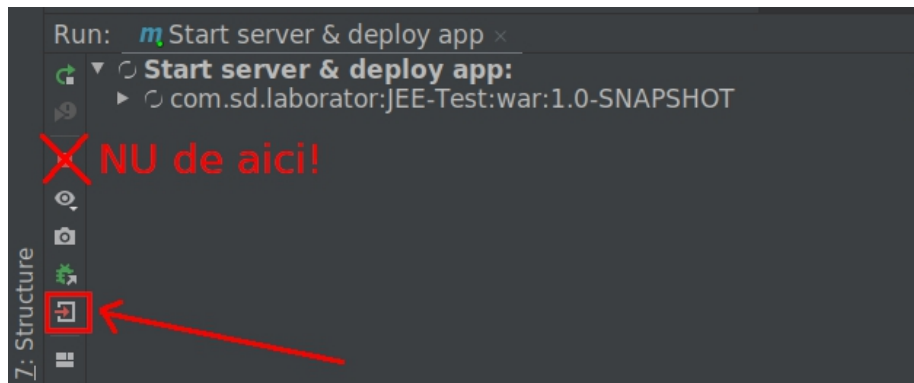 Run: m Start server & deploy app ×
Start server & deploy app:
com.sd.laborator:JEE-Test:war:1.0-SNAPSHOT
9
NU de aici!
7: Structure